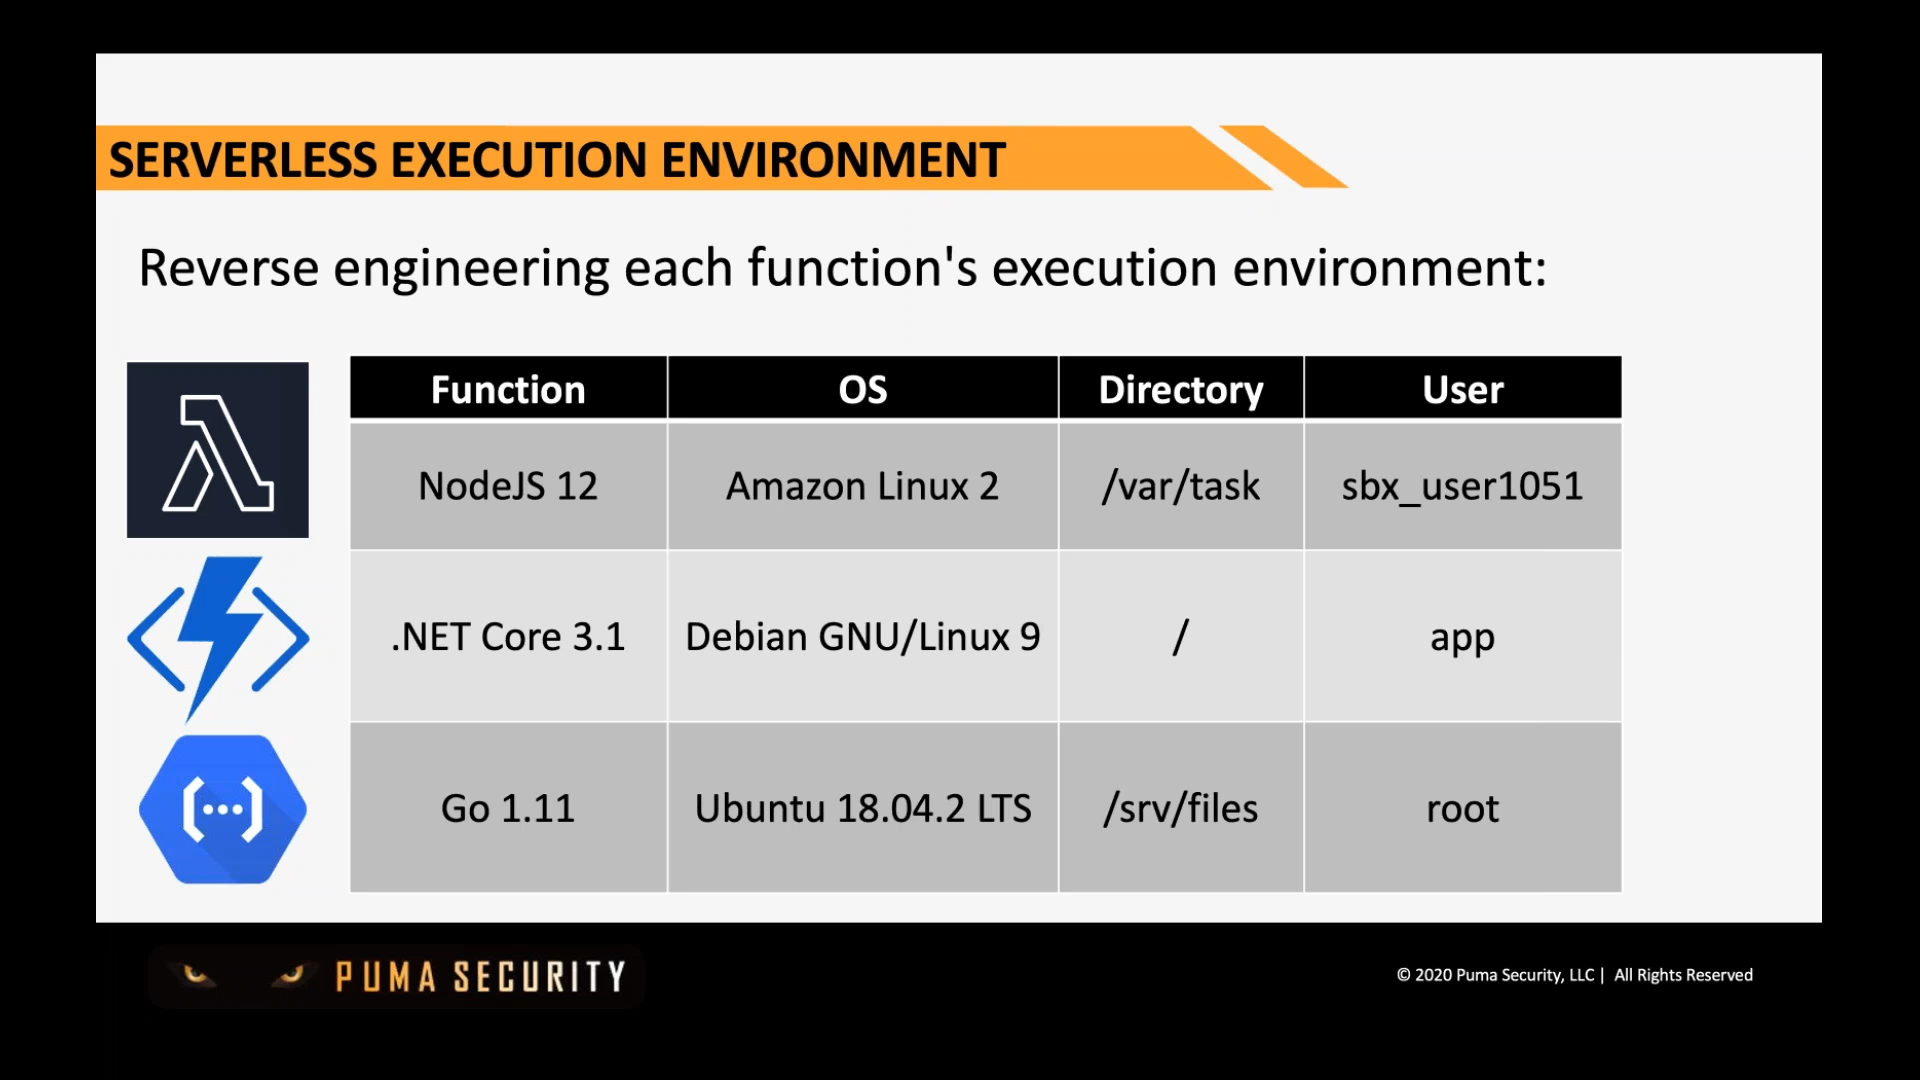 SERVERLESS EXECUTION ENVIRONMENT
Reverse engineering each function's execution environment:
Function OS Directory User
NodeJS 12 Amazon Linux 2 /var/task sbx_user1051
.NET Core 3.1 Debian GNU/Linux 9 / app
Go 1.11 Ubuntu 18.04.2 LTS /srv/files root
PUMA SECURITY
© 2020 Puma Security, LLC | All Rights Reserved